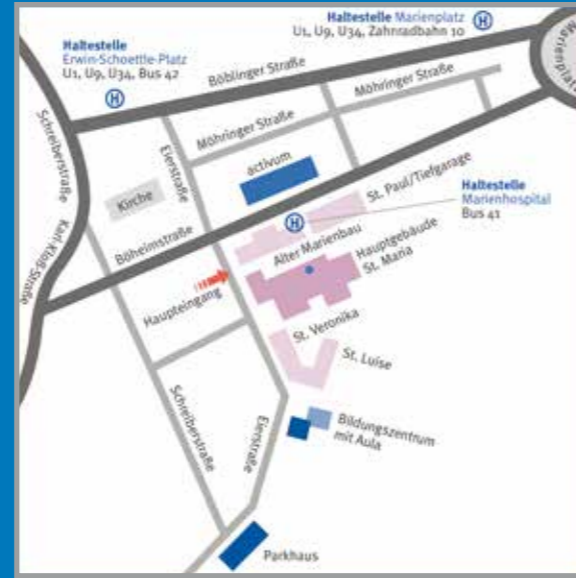 Haltestelle Marienplatz
U1, U9, U34, Zahnradbahn 10
H
Marienplatz
Haltestelle
Erwin-Schoettle-Platz
U1, U9, U34, Bus 42
H
Böblinger Straße
Möhringer Straße
Möhringer Straße
Schreiberstraße
Eierstraße
activum
Kirche
St. Paul/Tiefgarage
Haltestelle
Marienhospital
Bus 41
H
Karl-Kloß-Straße
Böheimstraße
Alter Marienbau
Hauptgebäude
St. Maria
Haupteingang
St. Veronika
St. Luise
Schreiberstraße
Eierstraße
Bildungszentrum
mit Aula
Parkhaus